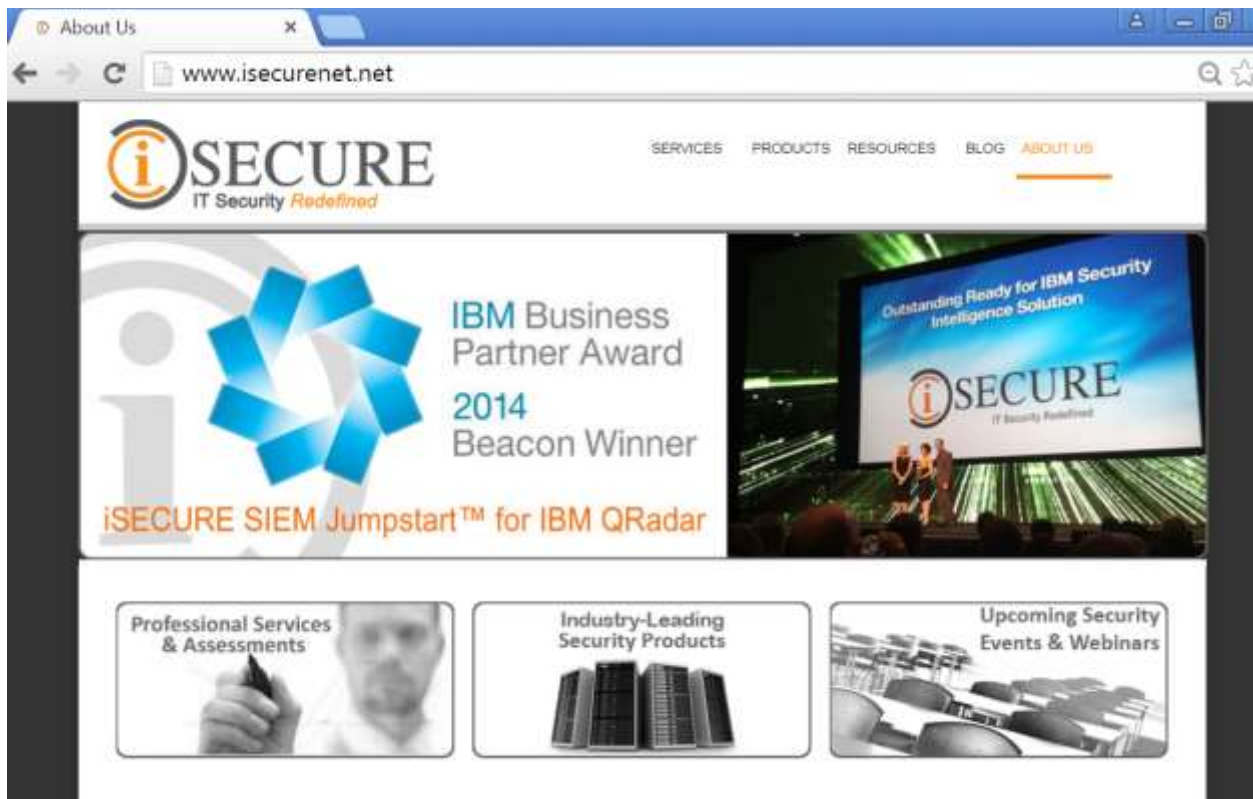 About Us
www.isecurenet.net
iSECURE
IT Security Redefined
SERVICES PRODUCTS RESOURCES BLOG ABOUT US
IBM Business
Partner Award
2014
Beacon Winner
iSECURE SIEM Jumpstart™ for IBM QRadar
Outstanding Ready for IBM Security
Intelligence Solution
iSECURE
IT Security Redefined
Professional Services
& Assessments
Industry-Leading
Security Products
Upcoming Security
Events & Webinars